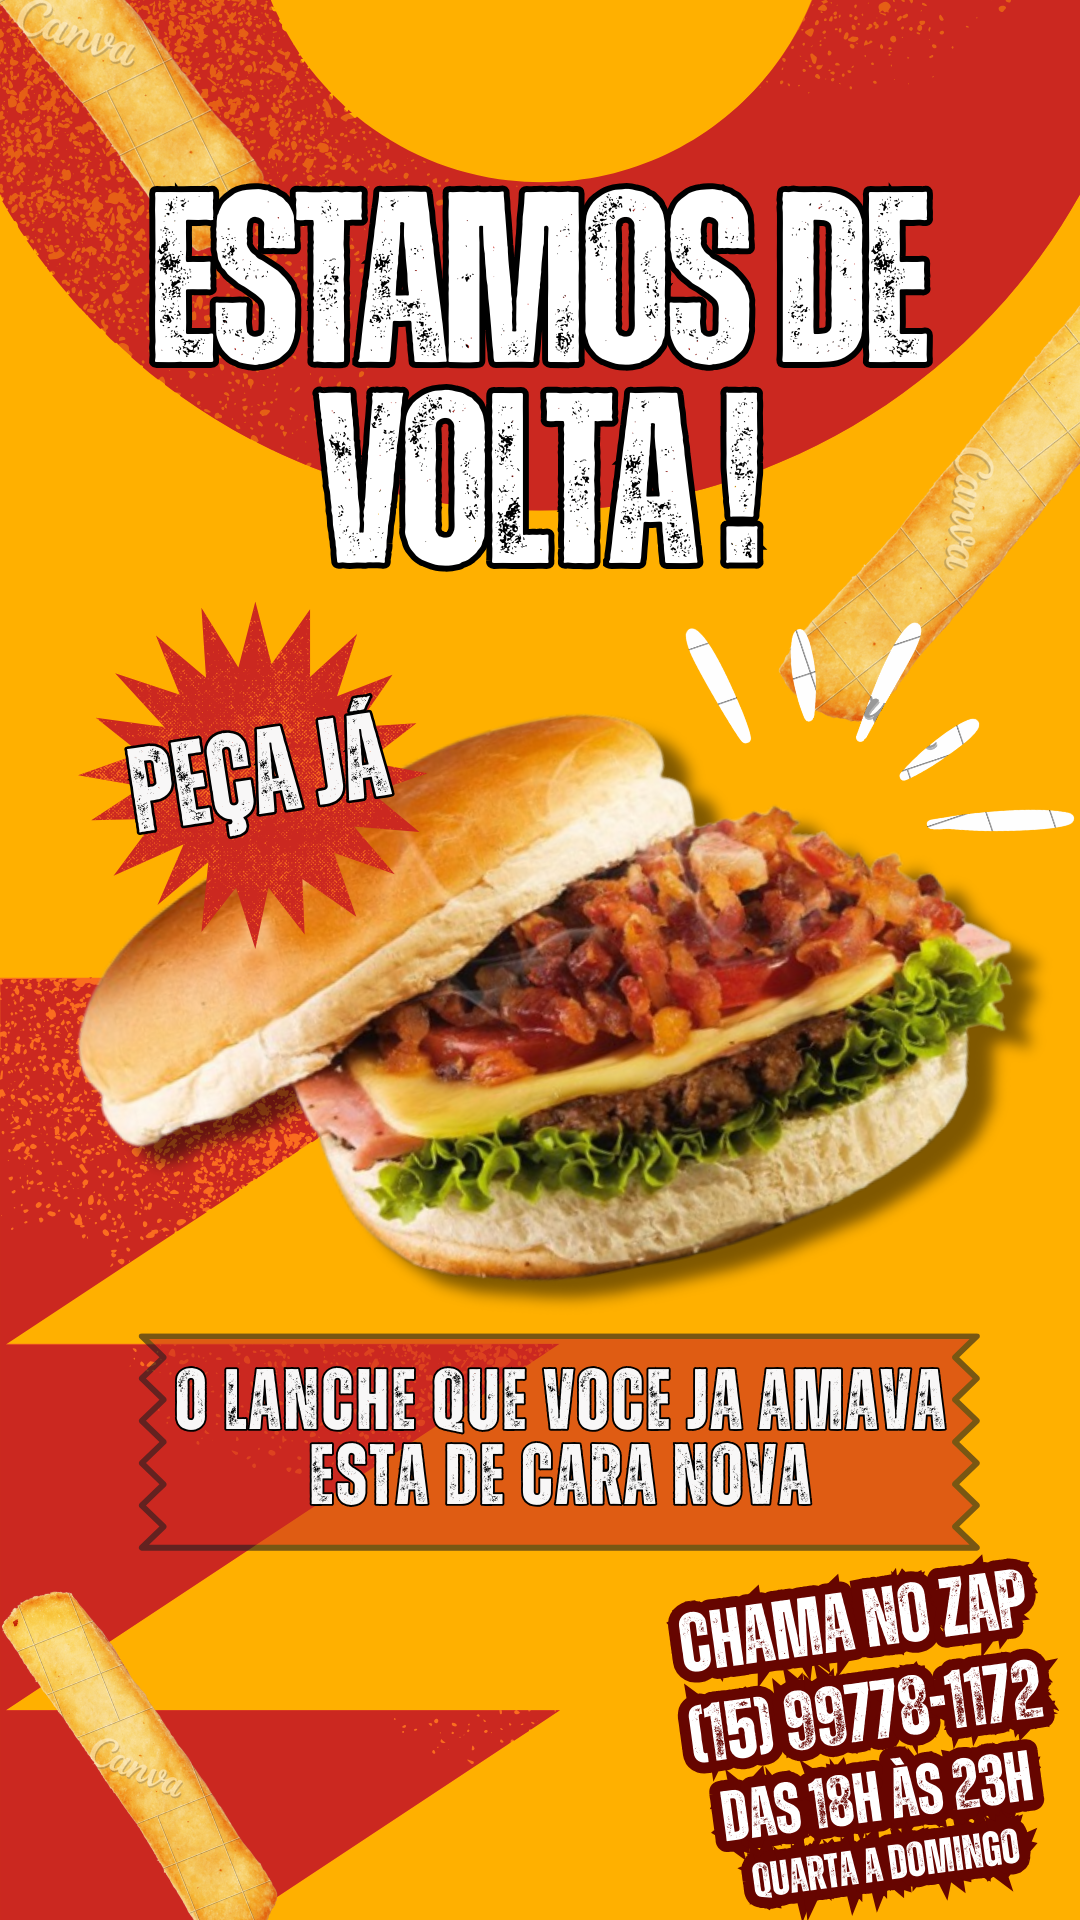 Canva
ESTAMOS DE
VOLTA !
Canva
PEÇA JÁ
O LANCHE QUE VOCE JA AMAVA
ESTA DE CARA NOVA
CHAMA NO ZAP
(15) 99778-1172
DAS 18H ÀS 23H
QUARTA A DOMINGO
Canva